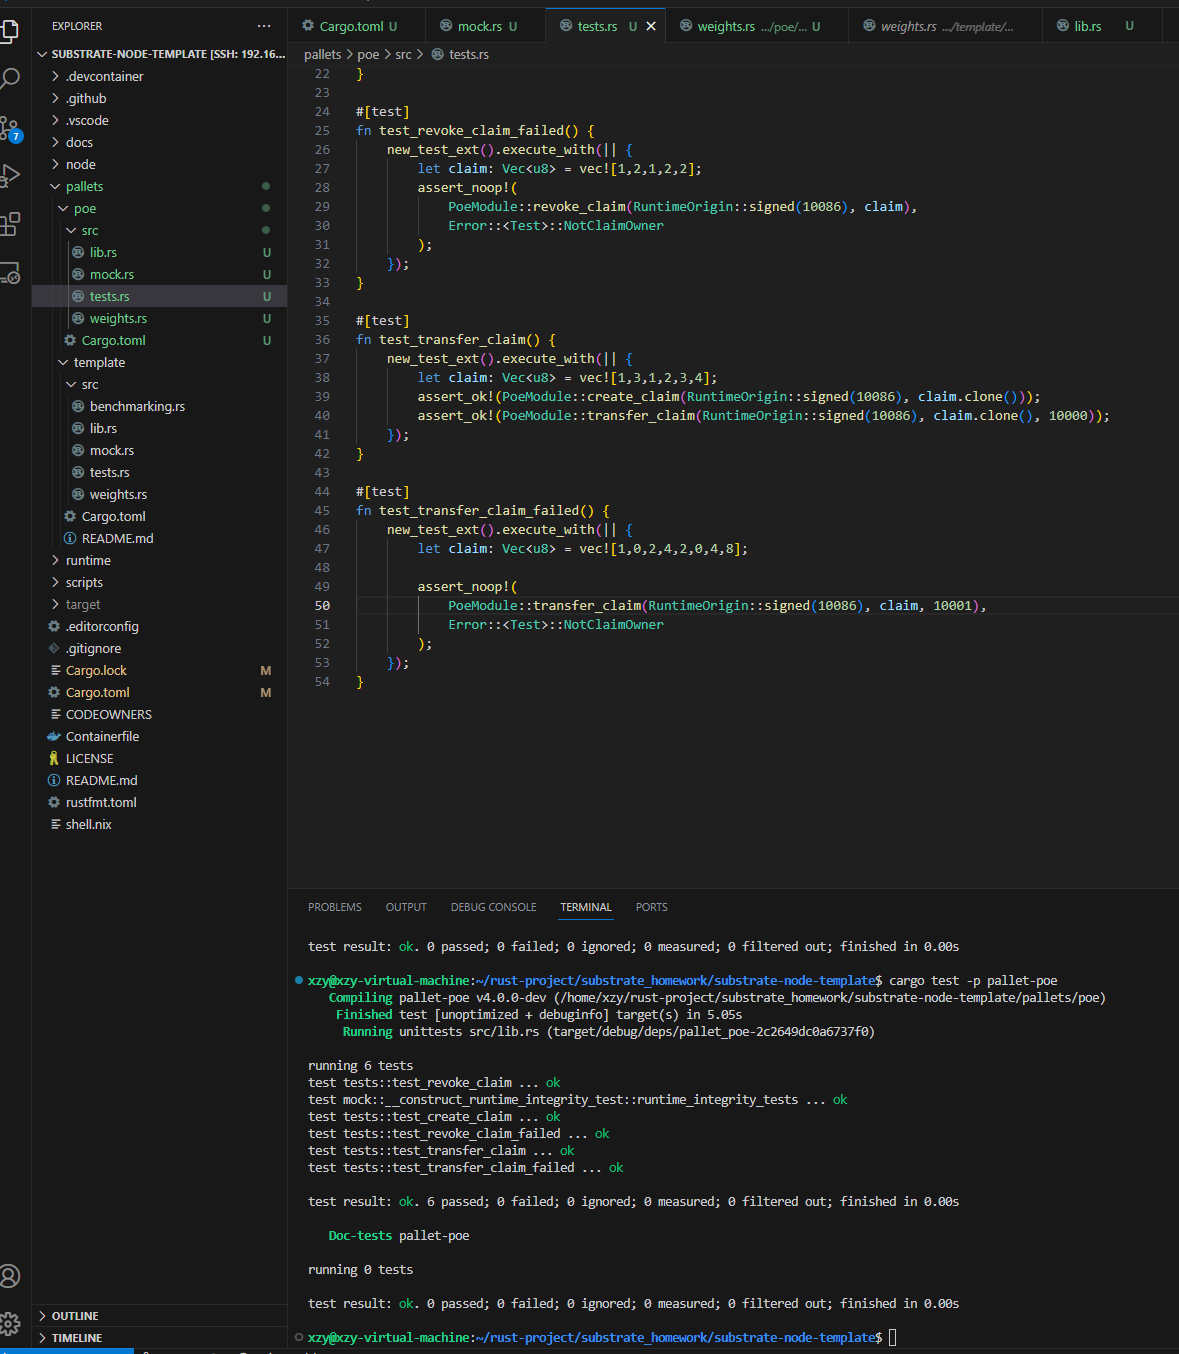 EXPLORER
SUBSTRATE-NODE-TEMPLATE [SSH: 192.16...
.devcontainer
.github
.vscode
docs
node
pallets
poe
src
lib.rs U
mock.rs U
tests.rs U
weights.rs U
Cargo.toml U
template
src
benchmarking.rs
lib.rs
mock.rs
tests.rs
weights.rs
Cargo.toml
README.md
runtime
scripts
target
.editorconfig
.gitignore
Cargo.lock M
Cargo.toml M
CODEOWNERS
Containerfile
LICENSE
README.md
rustfmt.toml
shell.nix
OUTLINE
TIMELINE
7
Cargo.toml U mock.rs U tests.rs U weights.rs .../poe/... U weights.rs .../template/... lib.rs U
pallets > poe > src > tests.rs
22 }
23
24 #[test]
25 fn test_revoke_claim_failed() {
26 new_test_ext().execute_with(|| {
27 let claim: Vec<u8> = vec![1,2,1,2,2];
28 assert_noop!(
29 PoeModule::revoke_claim(RuntimeOrigin::signed(10086), claim),
30 Error::<Test>::NotClaimOwner
31 );
32 });
33 }
34
35 #[test]
36 fn test_transfer_claim() {
37 new_test_ext().execute_with(|| {
38 let claim: Vec<u8> = vec![1,3,1,2,3,4];
39 assert_ok!(PoeModule::create_claim(RuntimeOrigin::signed(10086), claim.clone()));
40 assert_ok!(PoeModule::transfer_claim(RuntimeOrigin::signed(10086), claim.clone(), 10000));
41 });
42 }
43
44 #[test]
45 fn test_transfer_claim_failed() {
46 new_test_ext().execute_with(|| {
47 let claim: Vec<u8> = vec![1,0,2,4,2,0,4,8];
48
49 assert_noop!(
50 PoeModule::transfer_claim(RuntimeOrigin::signed(10086), claim, 10001),
51 Error::<Test>::NotClaimOwner
52 );
53 });
54 }
PROBLEMS OUTPUT DEBUG CONSOLE TERMINAL PORTS
test result: ok. 0 passed; 0 failed; 0 ignored; 0 measured; 0 filtered out; finished in 0.00s
xzy@xzy-virtual-machine:~/rust-project/substrate_homework/substrate-node-template$ cargo test -p pallet-poe
Compiling pallet-poe v4.0.0-dev (/home/xzy/rust-project/substrate_homework/substrate-node-template/pallets/poe)
Finished test [unoptimized + debuginfo] target(s) in 5.05s
Running unittests src/lib.rs (target/debug/deps/pallet_poe-2c2649dc0a6737f0)
running 6 tests
test tests::test_revoke_claim ... ok
test mock::__construct_runtime_integrity_test::runtime_integrity_tests ... ok
test tests::test_create_claim ... ok
test tests::test_revoke_claim_failed ... ok
test tests::test_transfer_claim ... ok
test tests::test_transfer_claim_failed ... ok
test result: ok. 6 passed; 0 failed; 0 ignored; 0 measured; 0 filtered out; finished in 0.00s
Doc-tests pallet-poe
running 0 tests
test result: ok. 0 passed; 0 failed; 0 ignored; 0 measured; 0 filtered out; finished in 0.00s
xzy@xzy-virtual-machine:~/rust-project/substrate_homework/substrate-node-template$